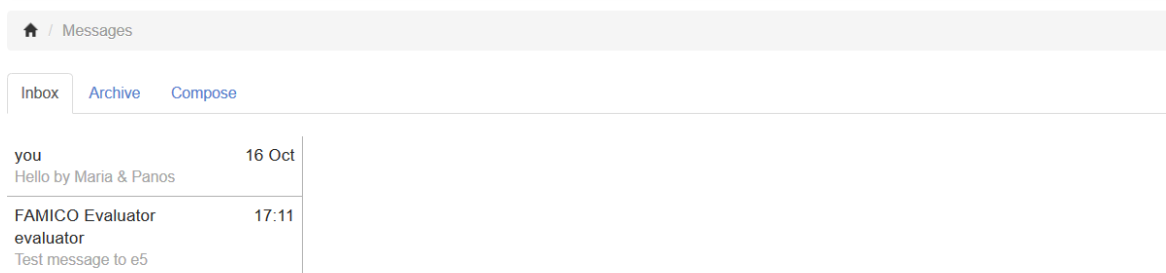 / Messages
Inbox Archive Compose
you 16 Oct
Hello by Maria & Panos
FAMICO Evaluator 17:11
evaluator
Test message to e5